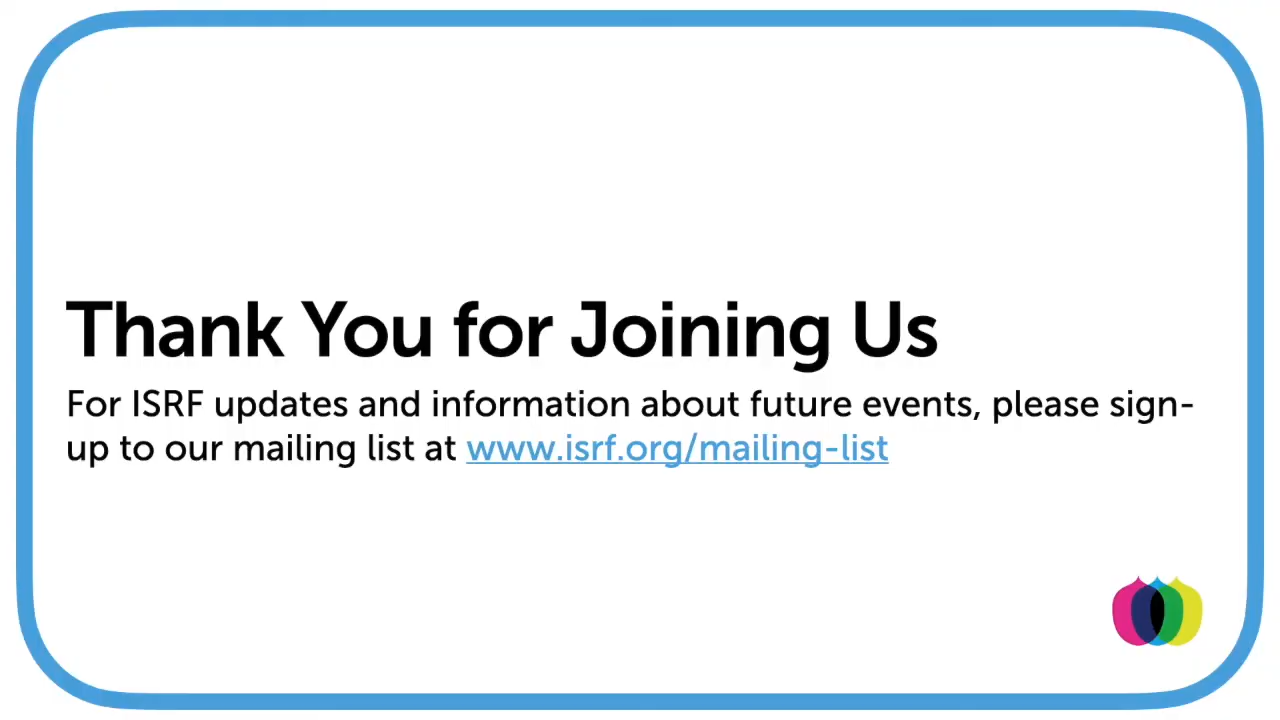 Thank You for Joining Us
For ISRF updates and information about future events, please sign-
up to our mailing list at www.isrf.org/mailing-list